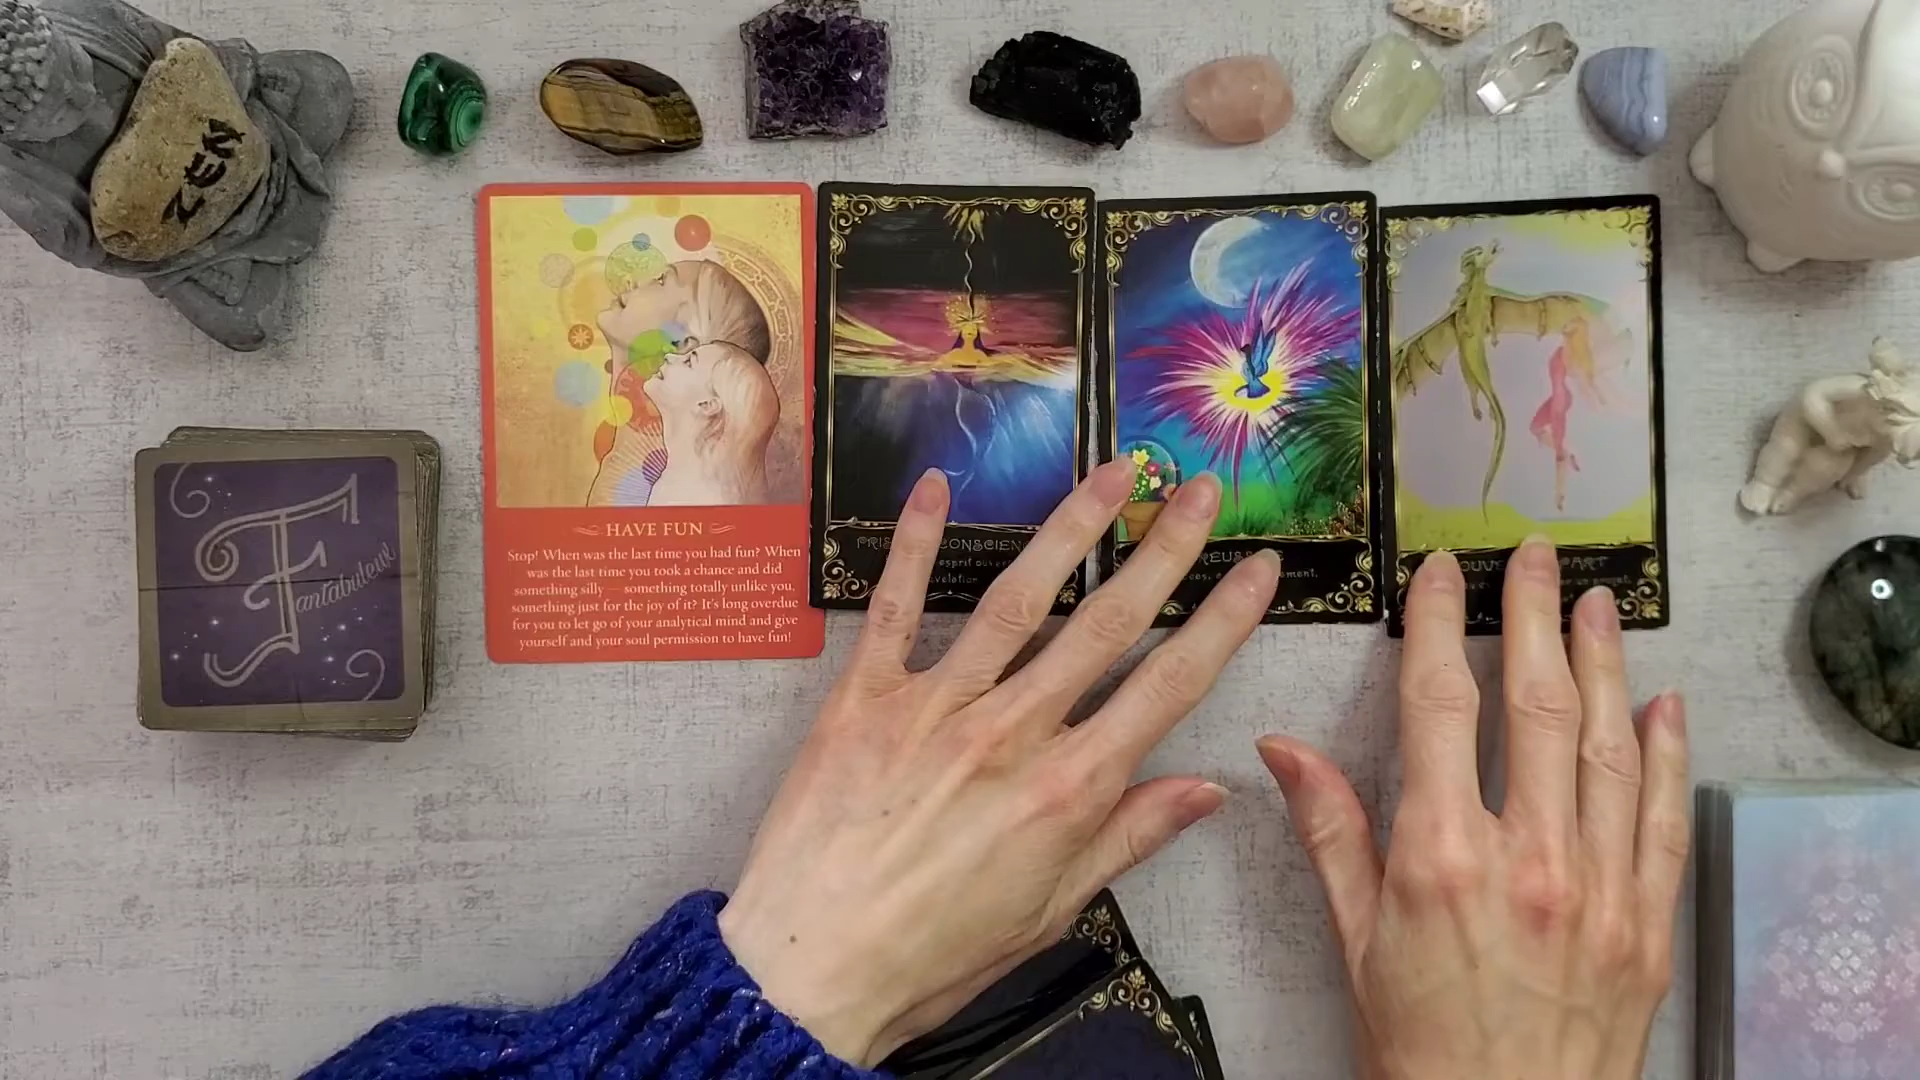 ZEN
Fantabuleux
HAVE FUN
Stop! When was the last time you had fun? When
was the last time you took a chance and did
something silly — something totally unlike you,
something just for the joy of it? It's long overdue
for you to let go of your analytical mind and give
yourself and your soul permission to have fun!
CONSCIEN
esprit